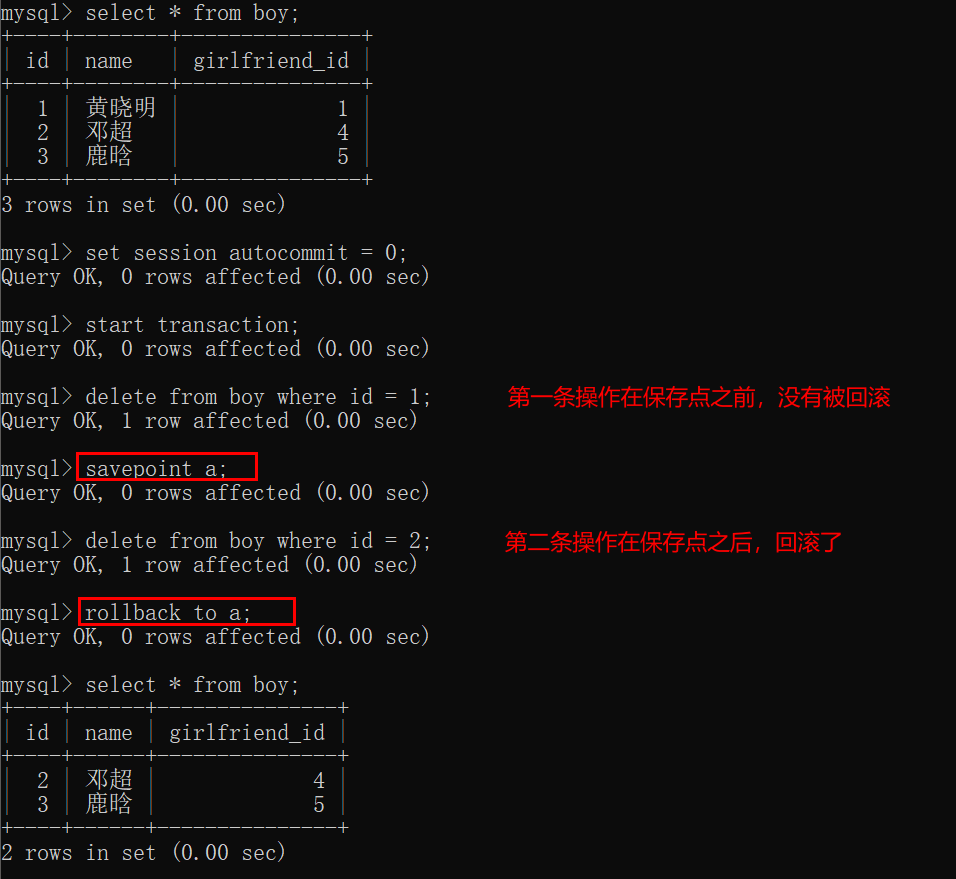 mysql> select * from boy;
+----+--------+---------------+
| id | name   | girlfriend_id |
+----+--------+---------------+
|  1 | 黄晓明 |             1 |
|  2 | 邓超   |             4 |
|  3 | 鹿晗   |             5 |
+----+--------+---------------+
3 rows in set (0.00 sec)
mysql> set session autocommit = 0;
Query OK, 0 rows affected (0.00 sec)
mysql> start transaction;
Query OK, 0 rows affected (0.00 sec)
mysql> delete from boy where id = 1; 第一条操作在保存点之前，没有被回滚
Query OK, 1 row affected (0.00 sec)
mysql> savepoint a;
Query OK, 0 rows affected (0.00 sec)
mysql> delete from boy where id = 2; 第二条操作在保存点之后，回滚了
Query OK, 1 row affected (0.00 sec)
mysql> rollback to a;
Query OK, 0 rows affected (0.00 sec)
mysql> select * from boy;
+----+------+---------------+
| id | name | girlfriend_id |
+----+------+---------------+
|  2 | 邓超 |             4 |
|  3 | 鹿晗 |             5 |
+----+------+---------------+
2 rows in set (0.00 sec)